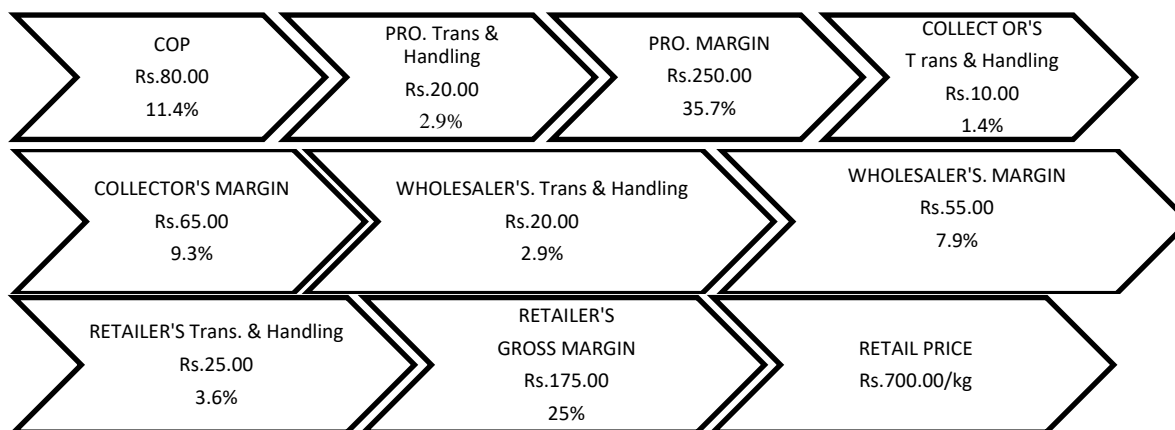 COP
Rs.80.00
11.4%
PRO. Trans &
Handling
Rs.20.00
2.9%
PRO. MARGIN
Rs.250.00
35.7%
COLLECT OR'S
T rans & Handling
Rs.10.00
1.4%
COLLECTOR'S MARGIN
Rs.65.00
9.3%
WHOLESALER'S. Trans & Handling
Rs.20.00
2.9%
WHOLESALER'S. MARGIN
Rs.55.00
7.9%
RETAILER'S Trans. & Handling
Rs.25.00
3.6%
RETAILER'S
GROSS MARGIN
Rs.175.00
25%
RETAIL PRICE
Rs.700.00/kg